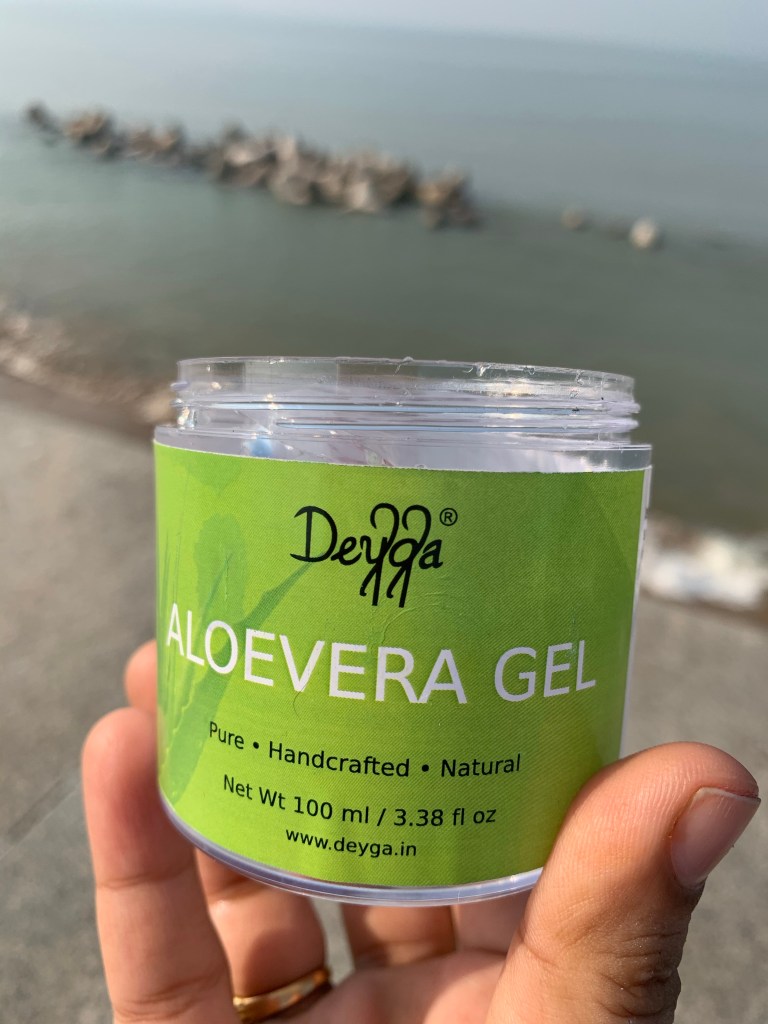 Deyga®
ALOEVERA GEL
Pure • Handcrafted • Natural
Net Wt 100 ml / 3.38 fl oz
www.deyga.in